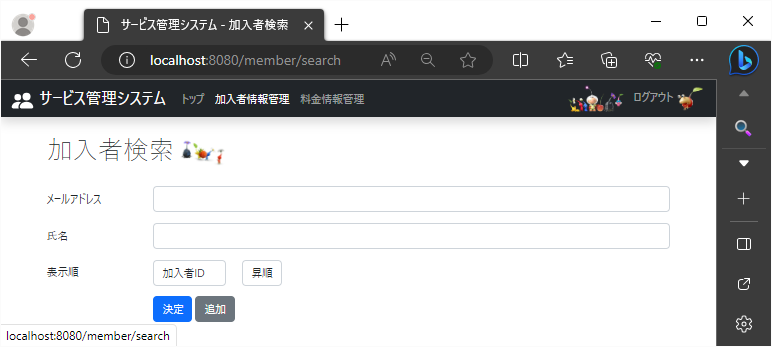 サービス管理システム - 加入者検索
localhost:8080/member/search
サービス管理システム トップ 加入者情報管理 料金情報管理 ログアウト
加入者検索
メールアドレス
氏名
表示順 加入者ID 昇順
決定 追加
localhost:8080/member/search